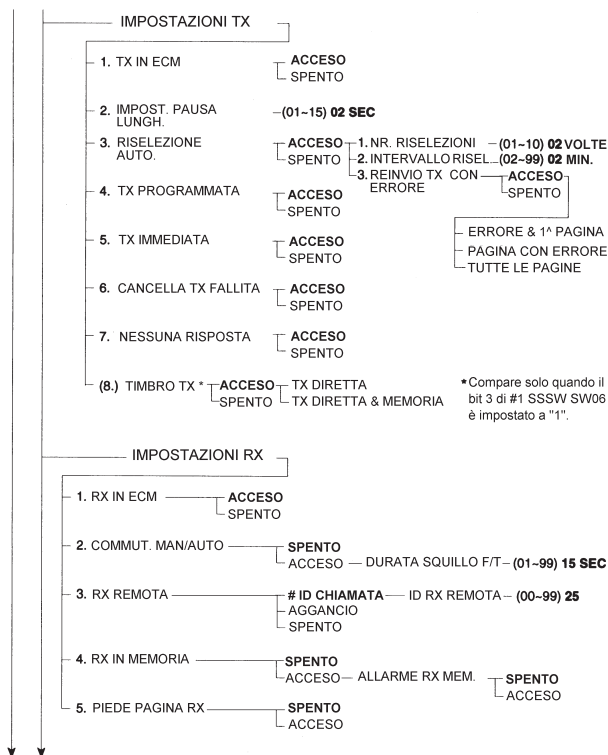 IMPOSTAZIONI TX
1. TX IN ECM ACCESO
SPENTO
2. IMPOST. PAUSA (01~15) 02 SEC
LUNGH.
3. RISELEZIONE ACCESO 1. NR. RISELEZIONI (01~10) 02 VOLTE
AUTO. SPENTO 2. INTERVALLO RISEL. (02~99) 02 MIN.
3. REINVIO TX CON ACCESO
ERRORE SPENTO
4. TX PROGRAMMATA ACCESO
SPENTO
ERRORE & 1^ PAGINA
5. TX IMMEDIATA ACCESO PAGINA CON ERRORE
SPENTO TUTTE LE PAGINE
6. CANCELLA TX FALLITA ACCESO
SPENTO
7. NESSUNA RISPOSTA ACCESO
SPENTO
(8.) TIMBRO TX * ACCESO TX DIRETTA
SPENTO TX DIRETTA & MEMORIA
*Compare solo quando il
bit 3 di #1 SSSW SW06
è impostato a "1".
IMPOSTAZIONI RX
1. RX IN ECM ACCESO
SPENTO
2. COMMUT. MAN/AUTO SPENTO
ACCESO DURATA SQUILLO F/T (01~99) 15 SEC
3. RX REMOTA # ID CHIAMATA ID RX REMOTA (00~99) 25
AGGANCIO
SPENTO
4. RX IN MEMORIA SPENTO
ACCESO ALLARME RX MEM. SPENTO
ACCESO
5. PIEDE PAGINA RX SPENTO
ACCESO